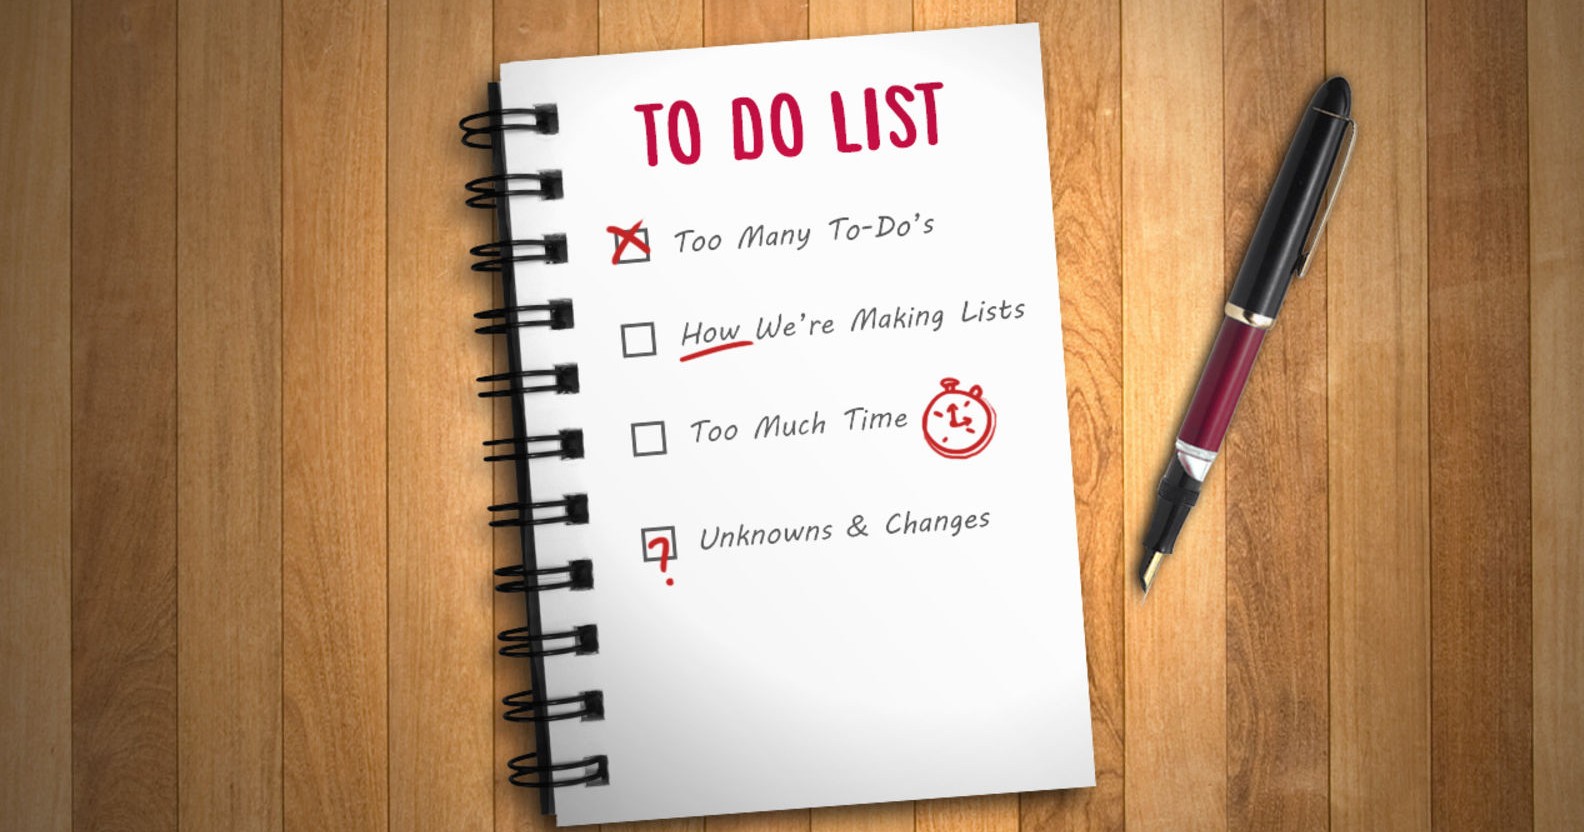 TO DO LIST
Too Many To-Do's
How We're Making Lists
Too Much Time
? Unknowns & Changes